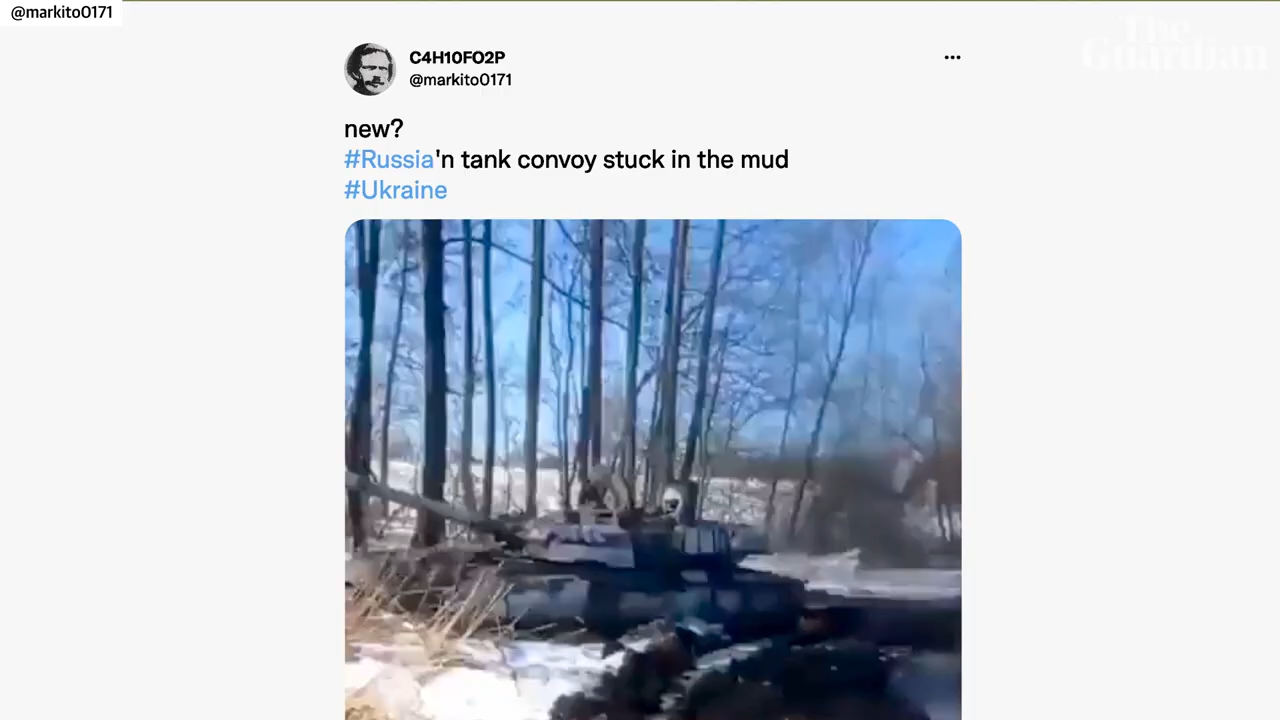 @markito0171
The
Guardian
C4H10FO2P
@markito0171
new?
#Russia'n tank convoy stuck in the mud
#Ukraine